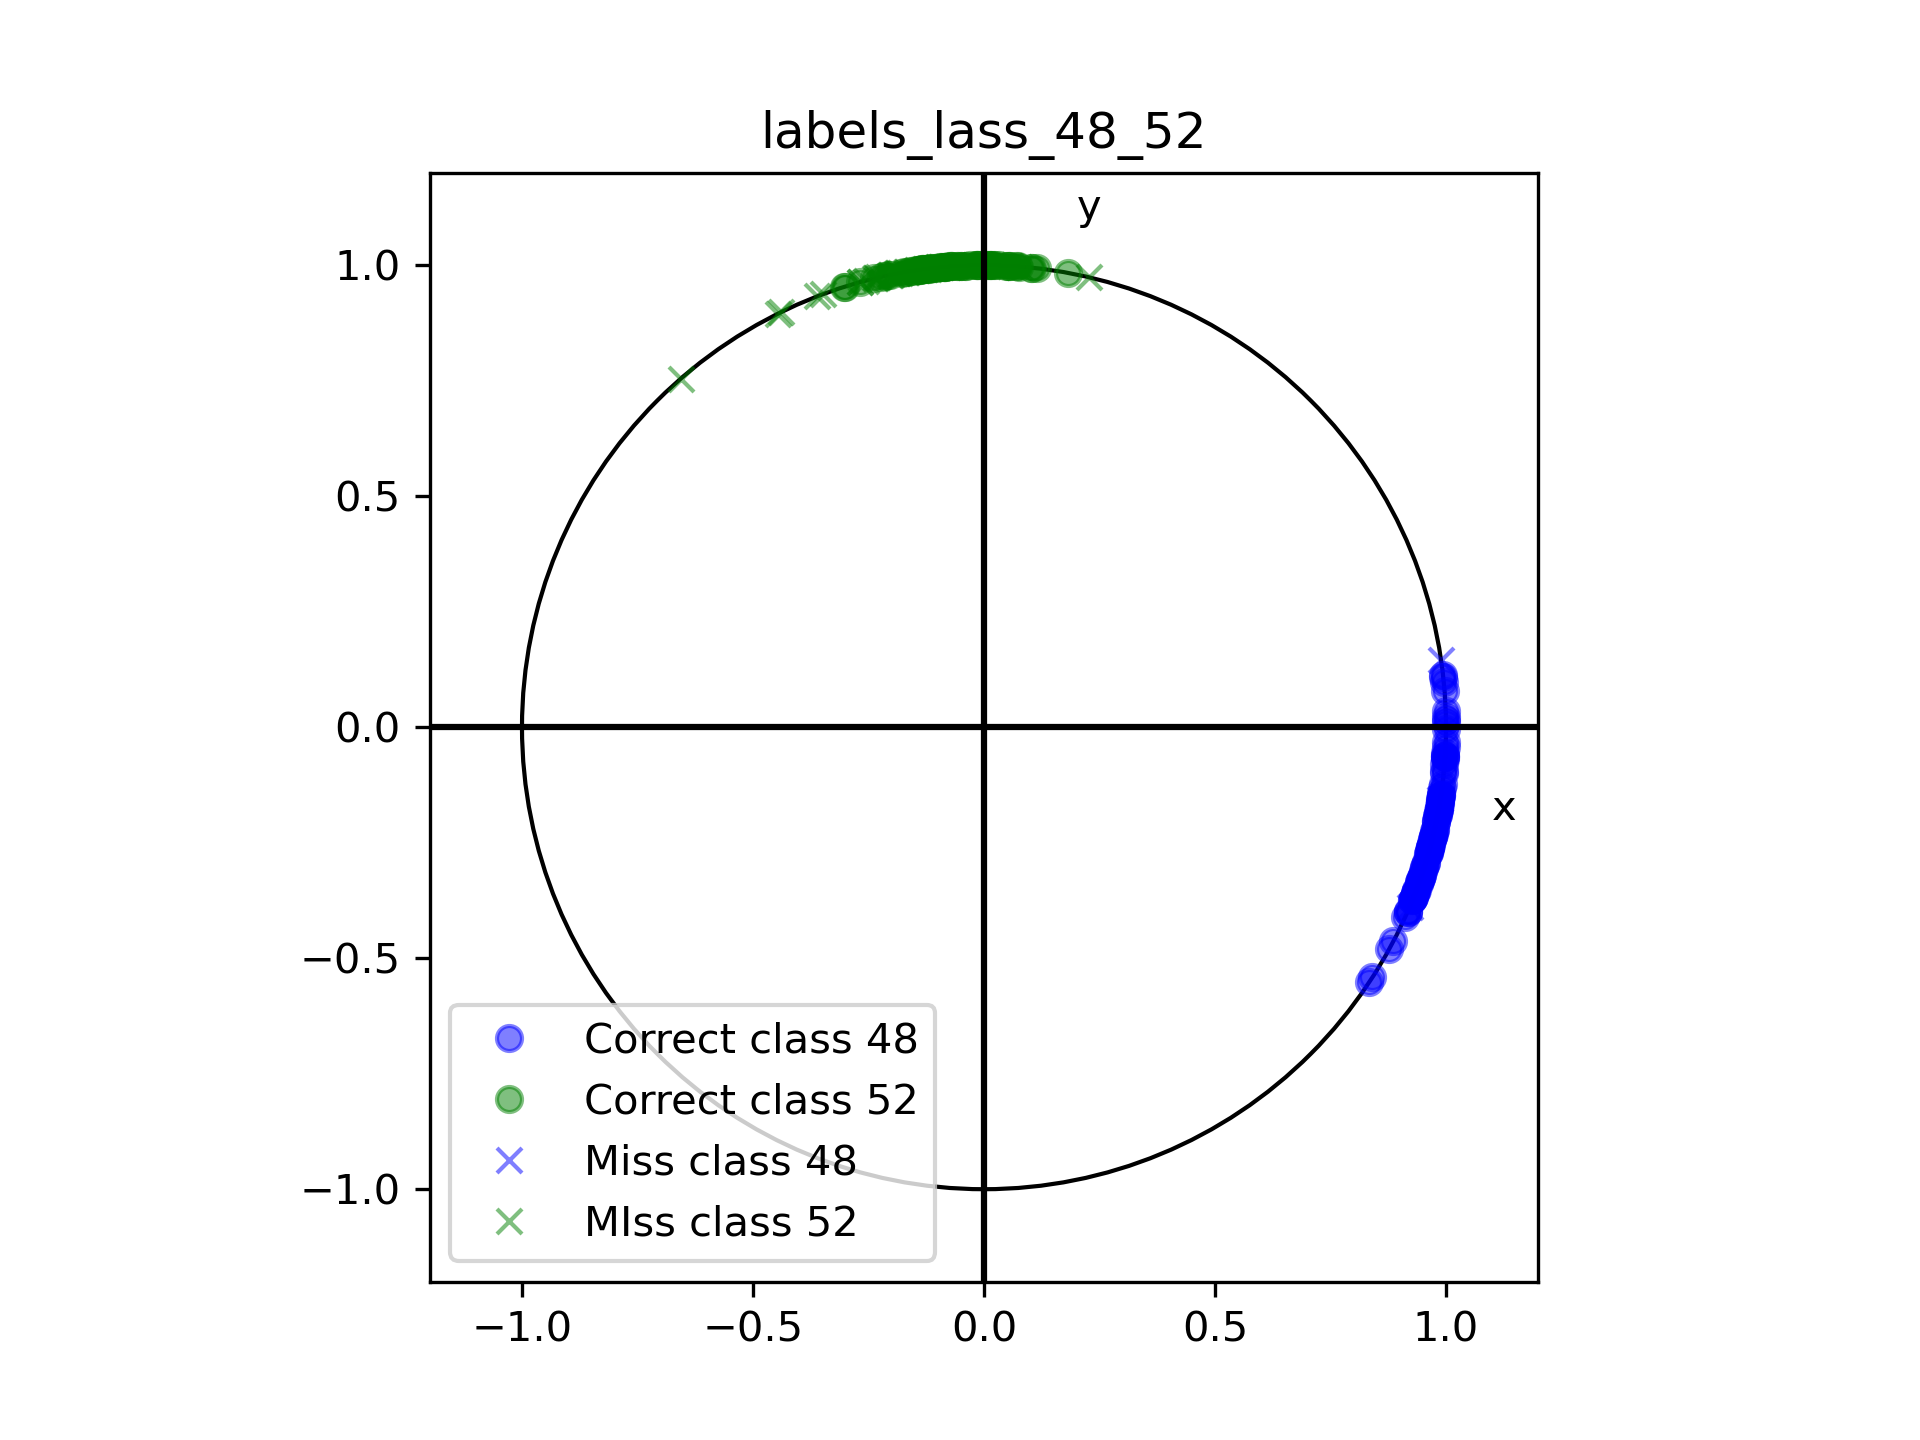 labels_lass_48_52
y
1.0
0.5
0.0
x
−0.5
−1.0
Correct class 48
Correct class 52
Miss class 48
MIss class 52
−1.0 −0.5 0.0 0.5 1.0